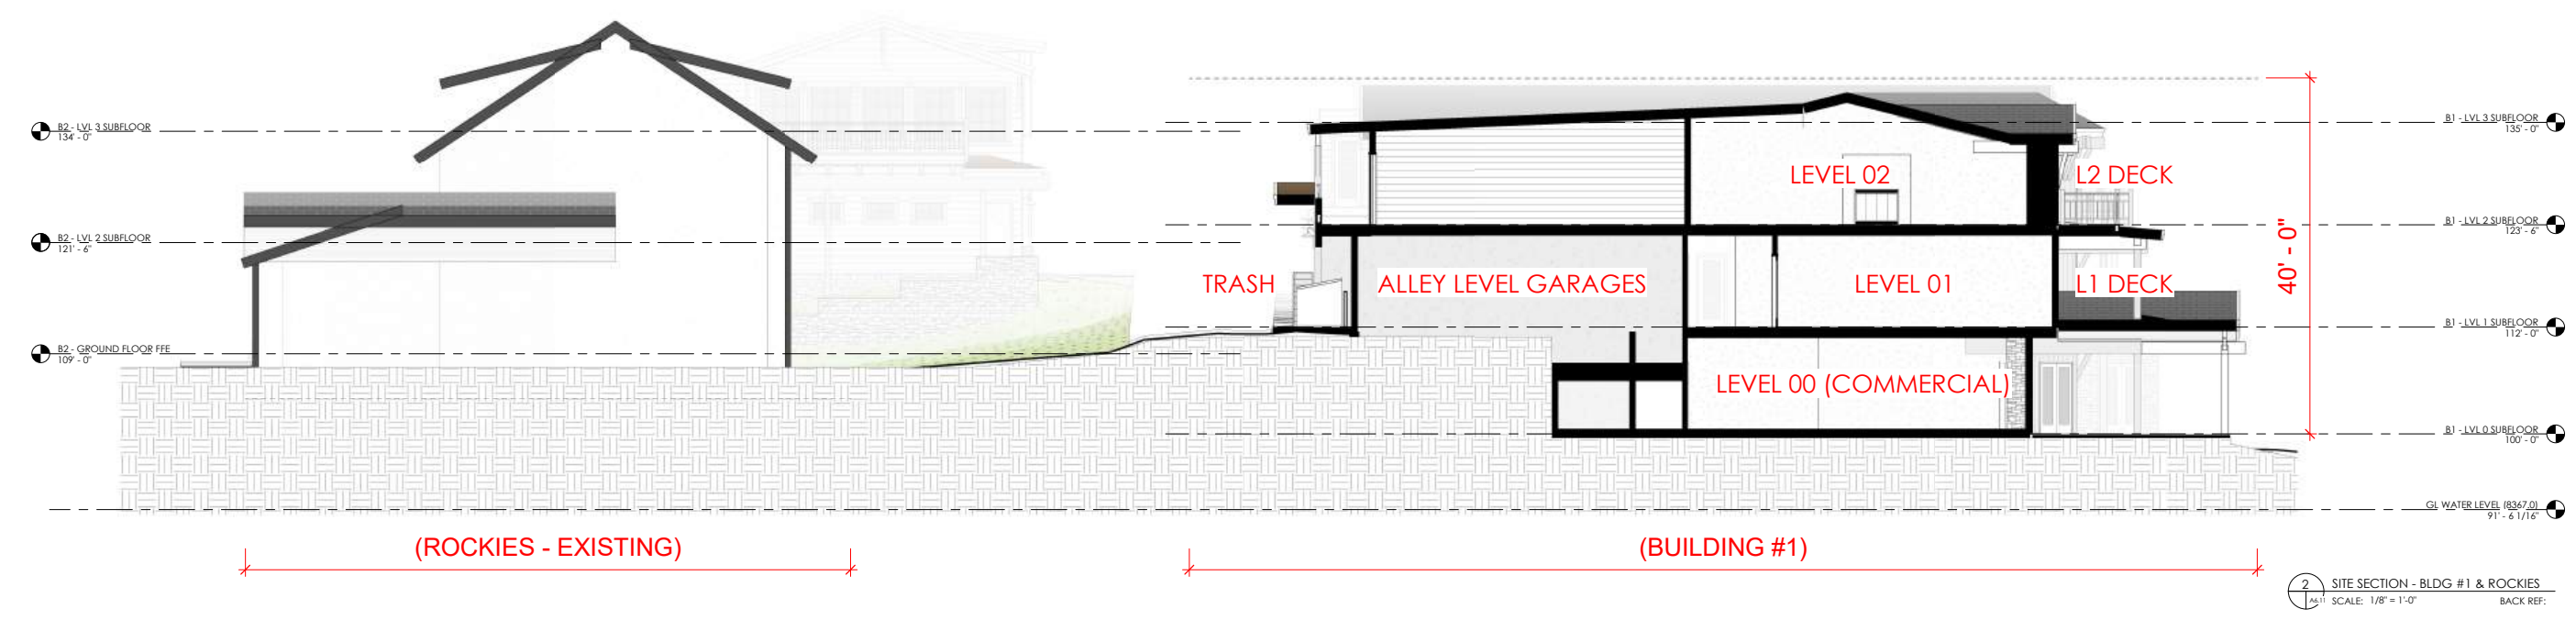 B2 - LVL 3 SUBFLOOR
134' - 0"
B2 - LVL 2 SUBFLOOR
121' - 6"
B2 - GROUND FLOOR FFE
109' - 0"
TRASH
ALLEY LEVEL GARAGES
LEVEL 02
L2 DECK
LEVEL 01
L1 DECK
LEVEL 00 (COMMERCIAL)
40' - 0"
B1 - LVL 3 SUBFLOOR
135' - 0"
B1 - LVL 2 SUBFLOOR
123' - 6"
B1 - LVL 1 SUBFLOOR
112' - 0"
B1 - LVL 0 SUBFLOOR
100' - 0"
GL WATER LEVEL (8367.0)
91' - 6 1/16"
(ROCKIES - EXISTING)
(BUILDING #1)
2
A6.11
SITE SECTION - BLDG #1 & ROCKIES
SCALE: 1/8" = 1'-0"
BACK REF: